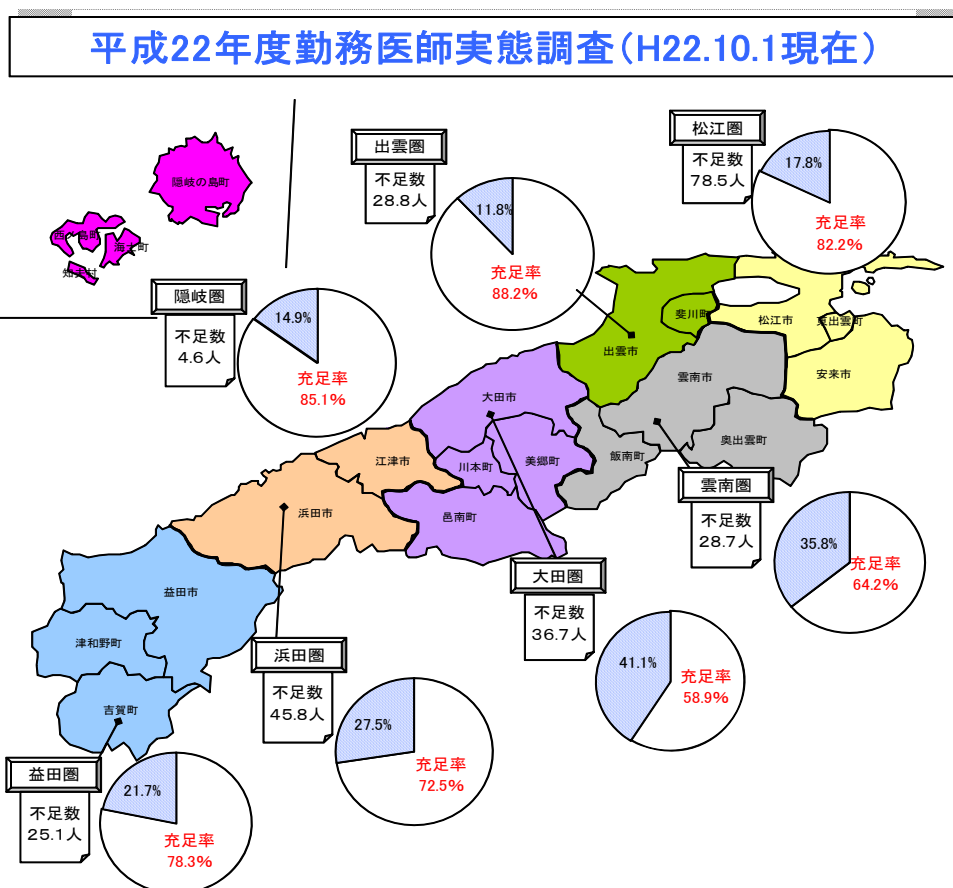 平成22年度勤務医師実態調査（H22.10.1現在）
松江圏
不足数
78.5人
17.8%
充足率
82.2%
出雲圏
不足数
28.8人
11.8%
充足率
88.2%
隠岐の島町
西ノ島町
海士町
知夫村
隠岐圏
不足数
4.6人
14.9%
充足率
85.1%
斐川町
松江市
東出雲町
出雲市
安来市
雲南市
大田市
奥出雲町
飯南町
美郷町
川本町
江津市
邑南町
浜田市
雲南圏
不足数
28.7人
35.8%
充足率
64.2%
大田圏
不足数
36.7人
41.1%
充足率
58.9%
益田市
津和野町
吉賀町
浜田圏
不足数
45.8人
27.5%
充足率
72.5%
益田圏
不足数
25.1人
21.7%
充足率
78.3%